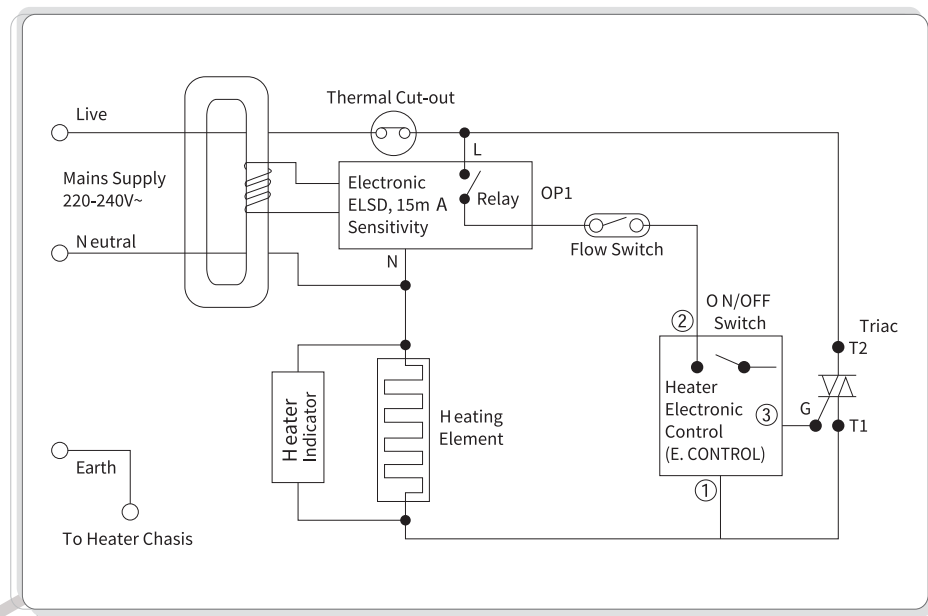 Thermal Cut-out
Live
L
Mains Supply
220-240V~
Electronic
ELSD, 15m A
Sensitivity
Relay
OP1
Neutral
N
Flow Switch
O N/OFF
Switch
②
Triac
T2
Heater
Indicator
Heating
Element
Heater
Electronic
Control
(E. CONTROL)
③
G
T1
①
Earth
To Heater Chasis